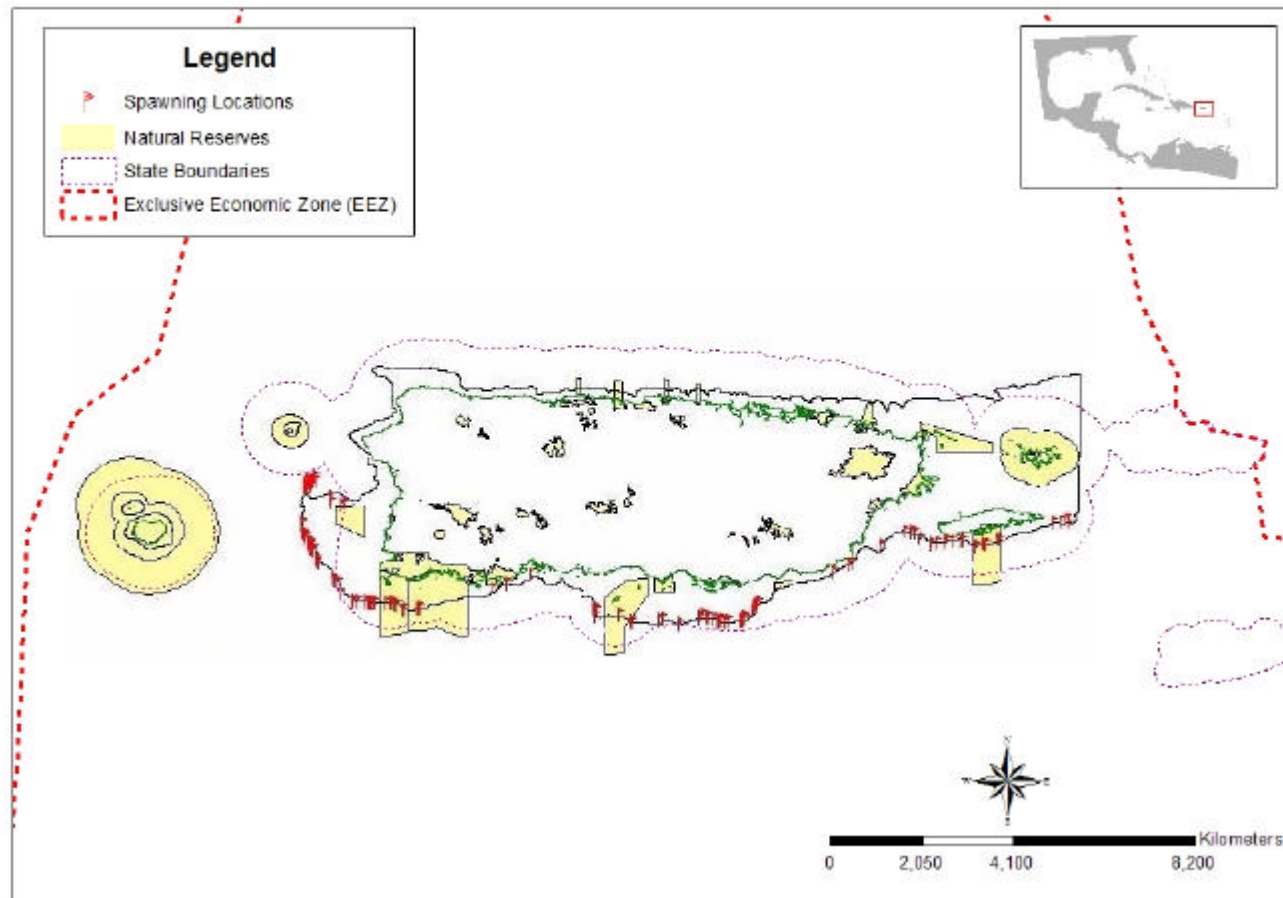 Legend
Spawning Locations
Natural Reserves
State Boundaries
Exclusive Economic Zone (EEZ)
N
W E
S
Kilometers
0 2,050 4,100 8,200